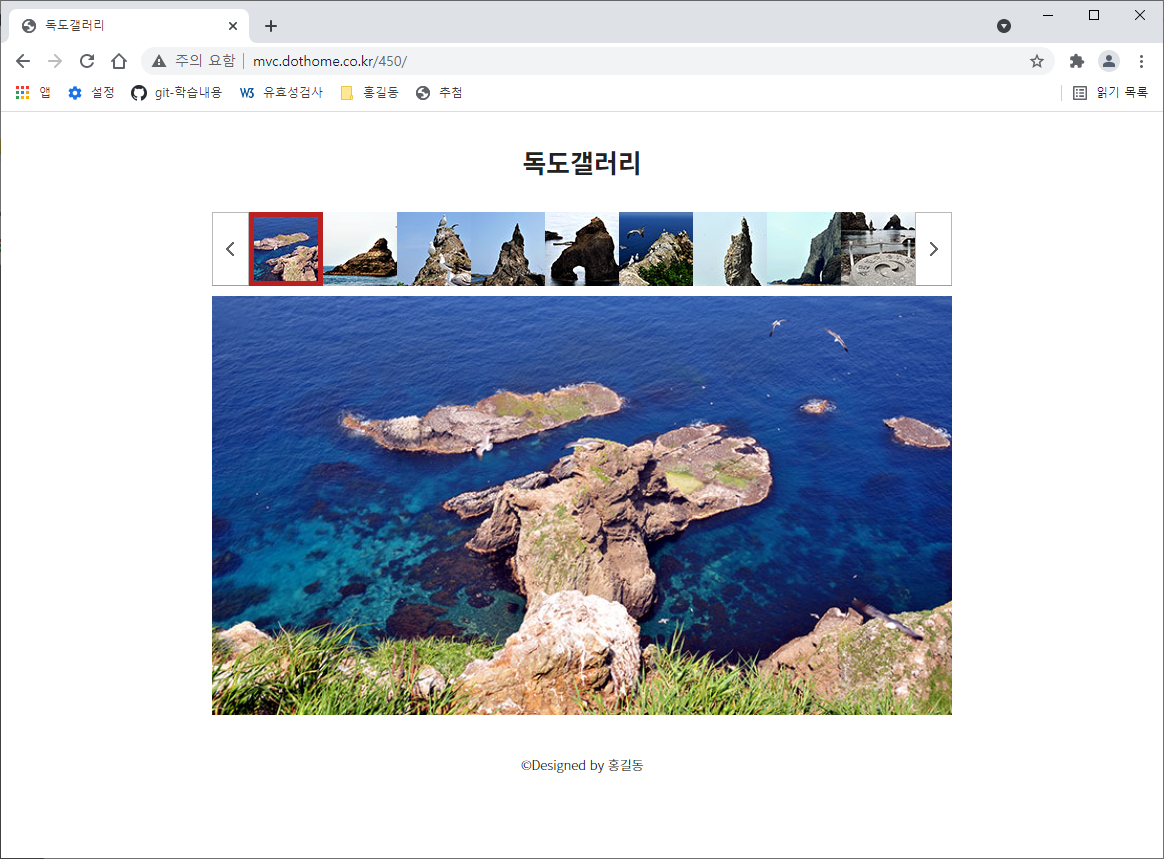 독도갤러리
주의 요함 | mvc.dothome.co.kr/450/
앱 설정 git-학습내용 W3 유효성검사 홍길동 추첨 읽기 목록
독도갤러리
©Designed by 홍길동